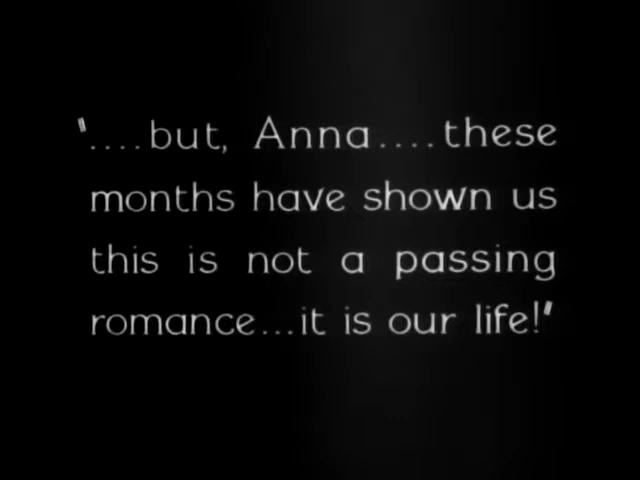 '....but, Anna....these
months have shown us
this is not a passing
romance...it is our life!'